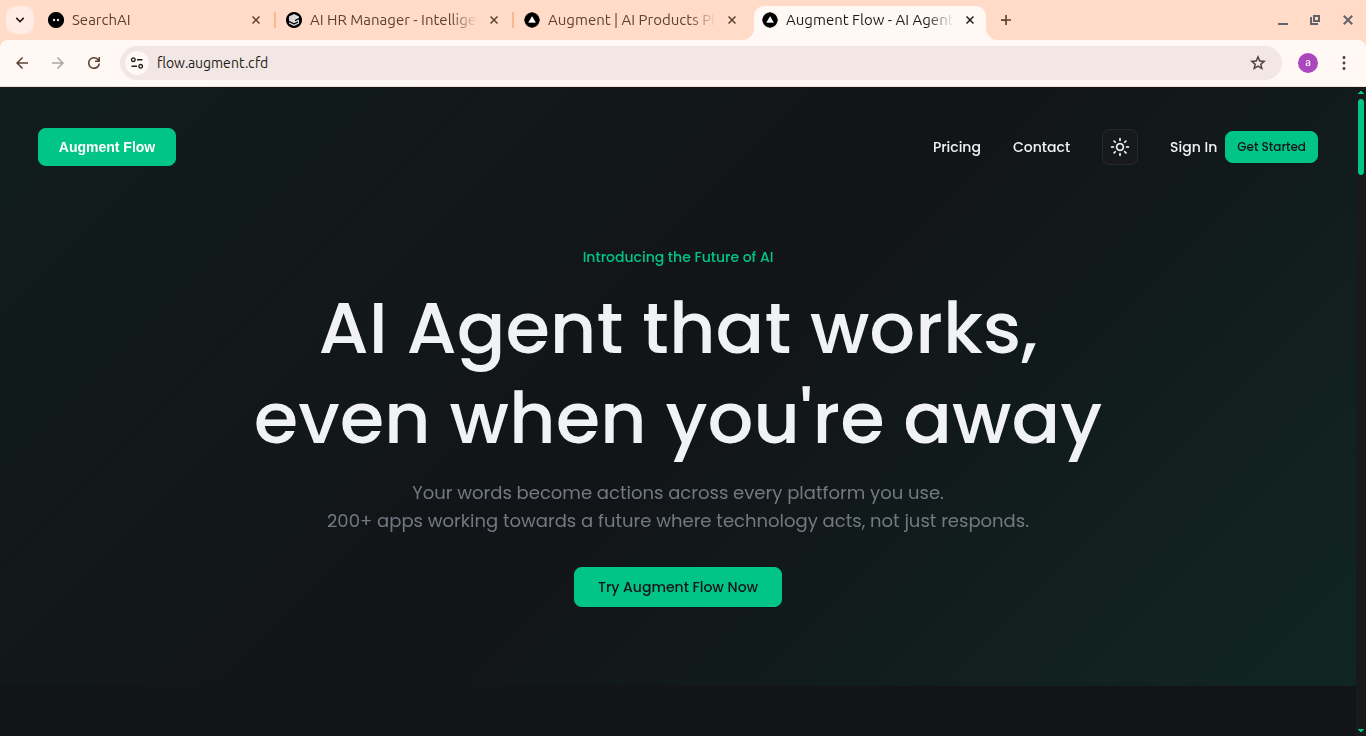 SearchAI
AI HR Manager - Intellige
Augment | AI Products Pl
Augment Flow - AI Agent
flow.augment.cfd
a
Augment Flow
Pricing
Contact
Sign In
Get Started
Introducing the Future of AI
AI Agent that works,
even when you're away
Your words become actions across every platform you use.
200+ apps working towards a future where technology acts, not just responds.
Try Augment Flow Now